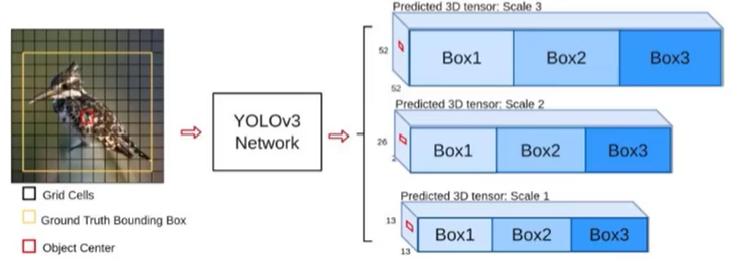 Predicted 3D tensor: Scale 3
52
Box1 Box2 Box3
52
Predicted 3D tensor: Scale 2
YOLOv3
Network
26
Box1 Box2 Box3
Grid Cells
Ground Truth Bounding Box
Object Center
Predicted 3D tensor: Scale 1
13
Box1 Box2 Box3
13